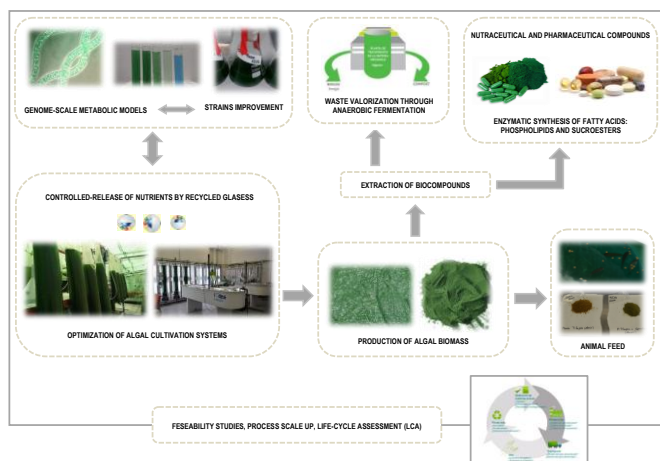 NUTRACEUTICAL AND PHARMACEUTICAL COMPOUNDS
GENOME-SCALE METABOLIC MODELS
STRAINS IMPROVEMENT
WASTE VALORIZATION THROUGH
ANAEROBIC FERMENTATION
ENZYMATIC SYNTHESIS OF FATTY ACIDS:
PHOSPHOLIPIDS AND SUCROESTERS
CONTROLLED-RELEASE OF NUTRIENTS BY RECYCLED GLASESS
EXTRACTION OF BIOCOMPOUNDS
OPTIMIZATION OF ALGAL CULTIVATION SYSTEMS
PRODUCTION OF ALGAL BIOMASS
ANIMAL FEED
FESEABILITY STUDIES, PROCESS SCALE UP, LIFE-CYCLE ASSESSMENT (LCA)